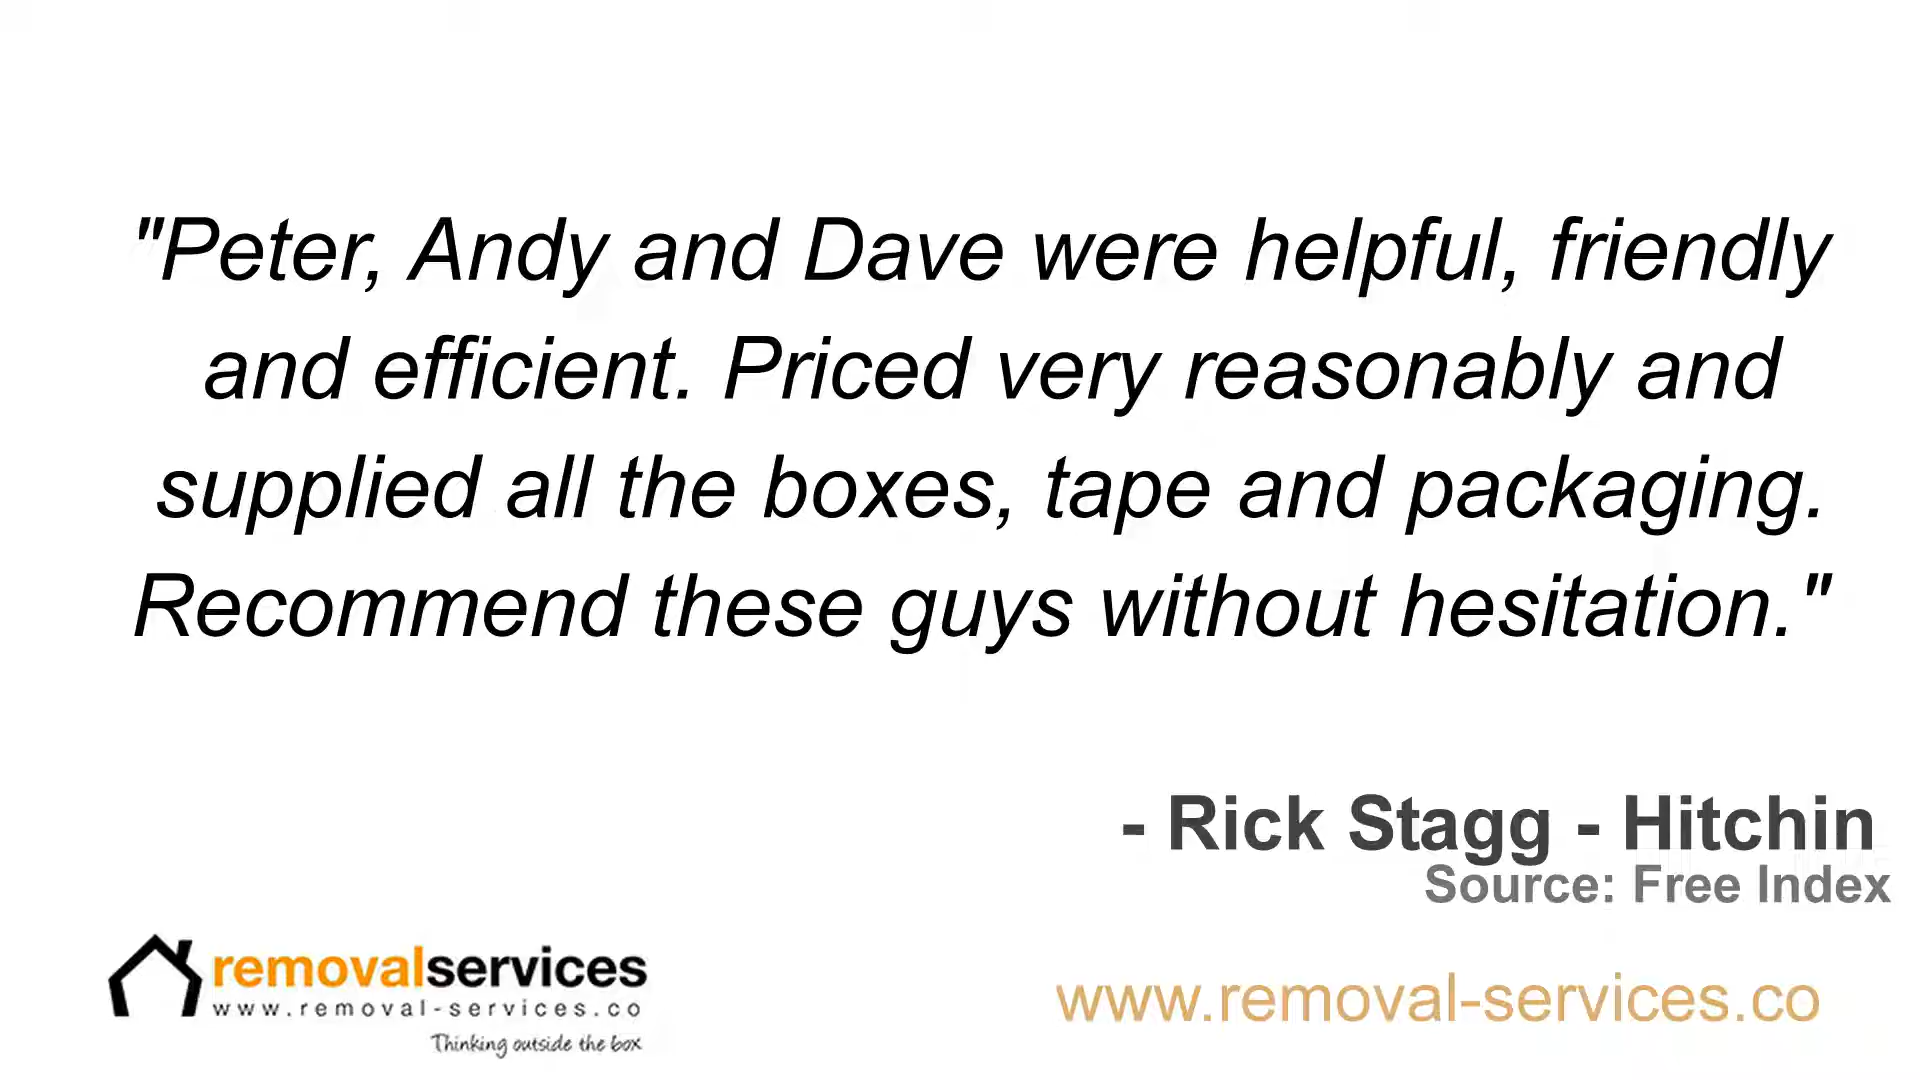 "Peter, Andy and Dave were helpful, friendly
and efficient. Priced very reasonably and
supplied all the boxes, tape and packaging.
Recommend these guys without hesitation."
- Rick Stagg - Hitchin
Source: Free Index
removalservices
www.removal-services.co
Thinking outside the box
www.removal-services.co